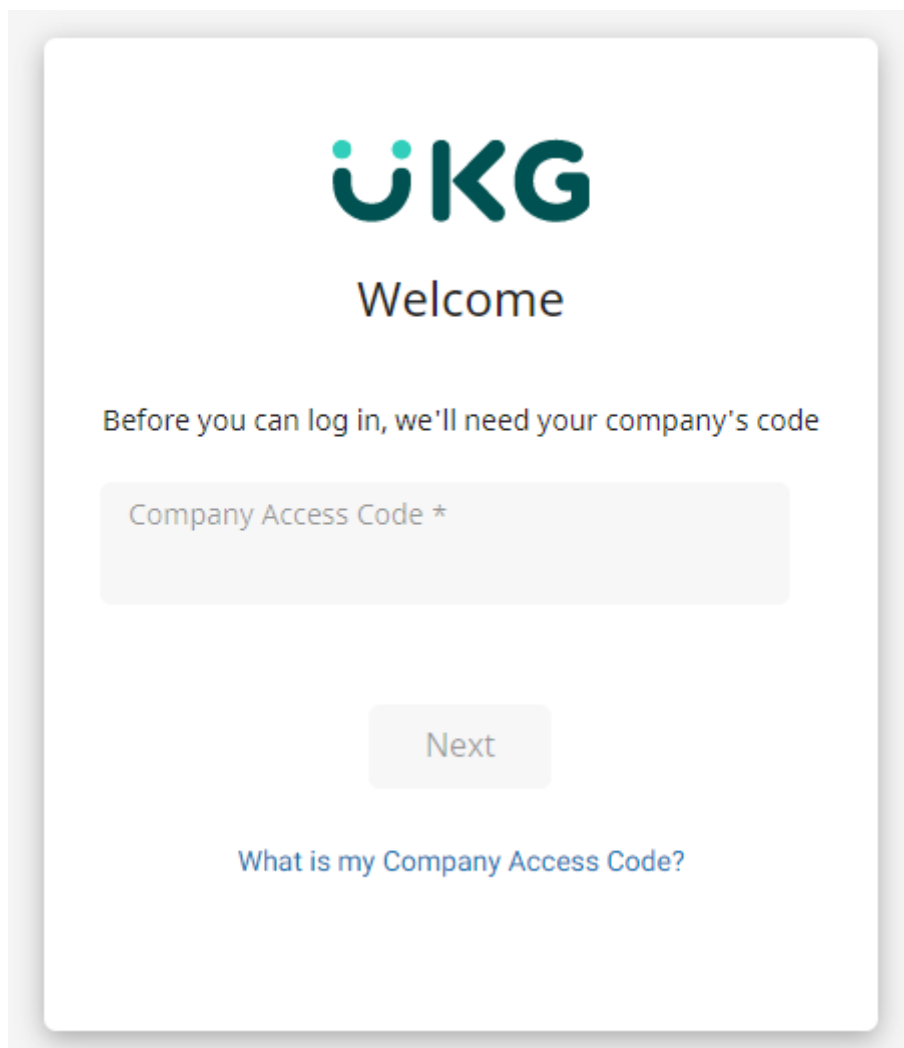 UKG
Welcome
Before you can log in, we'll need your company's code
Company Access Code *
Next
What is my Company Access Code?